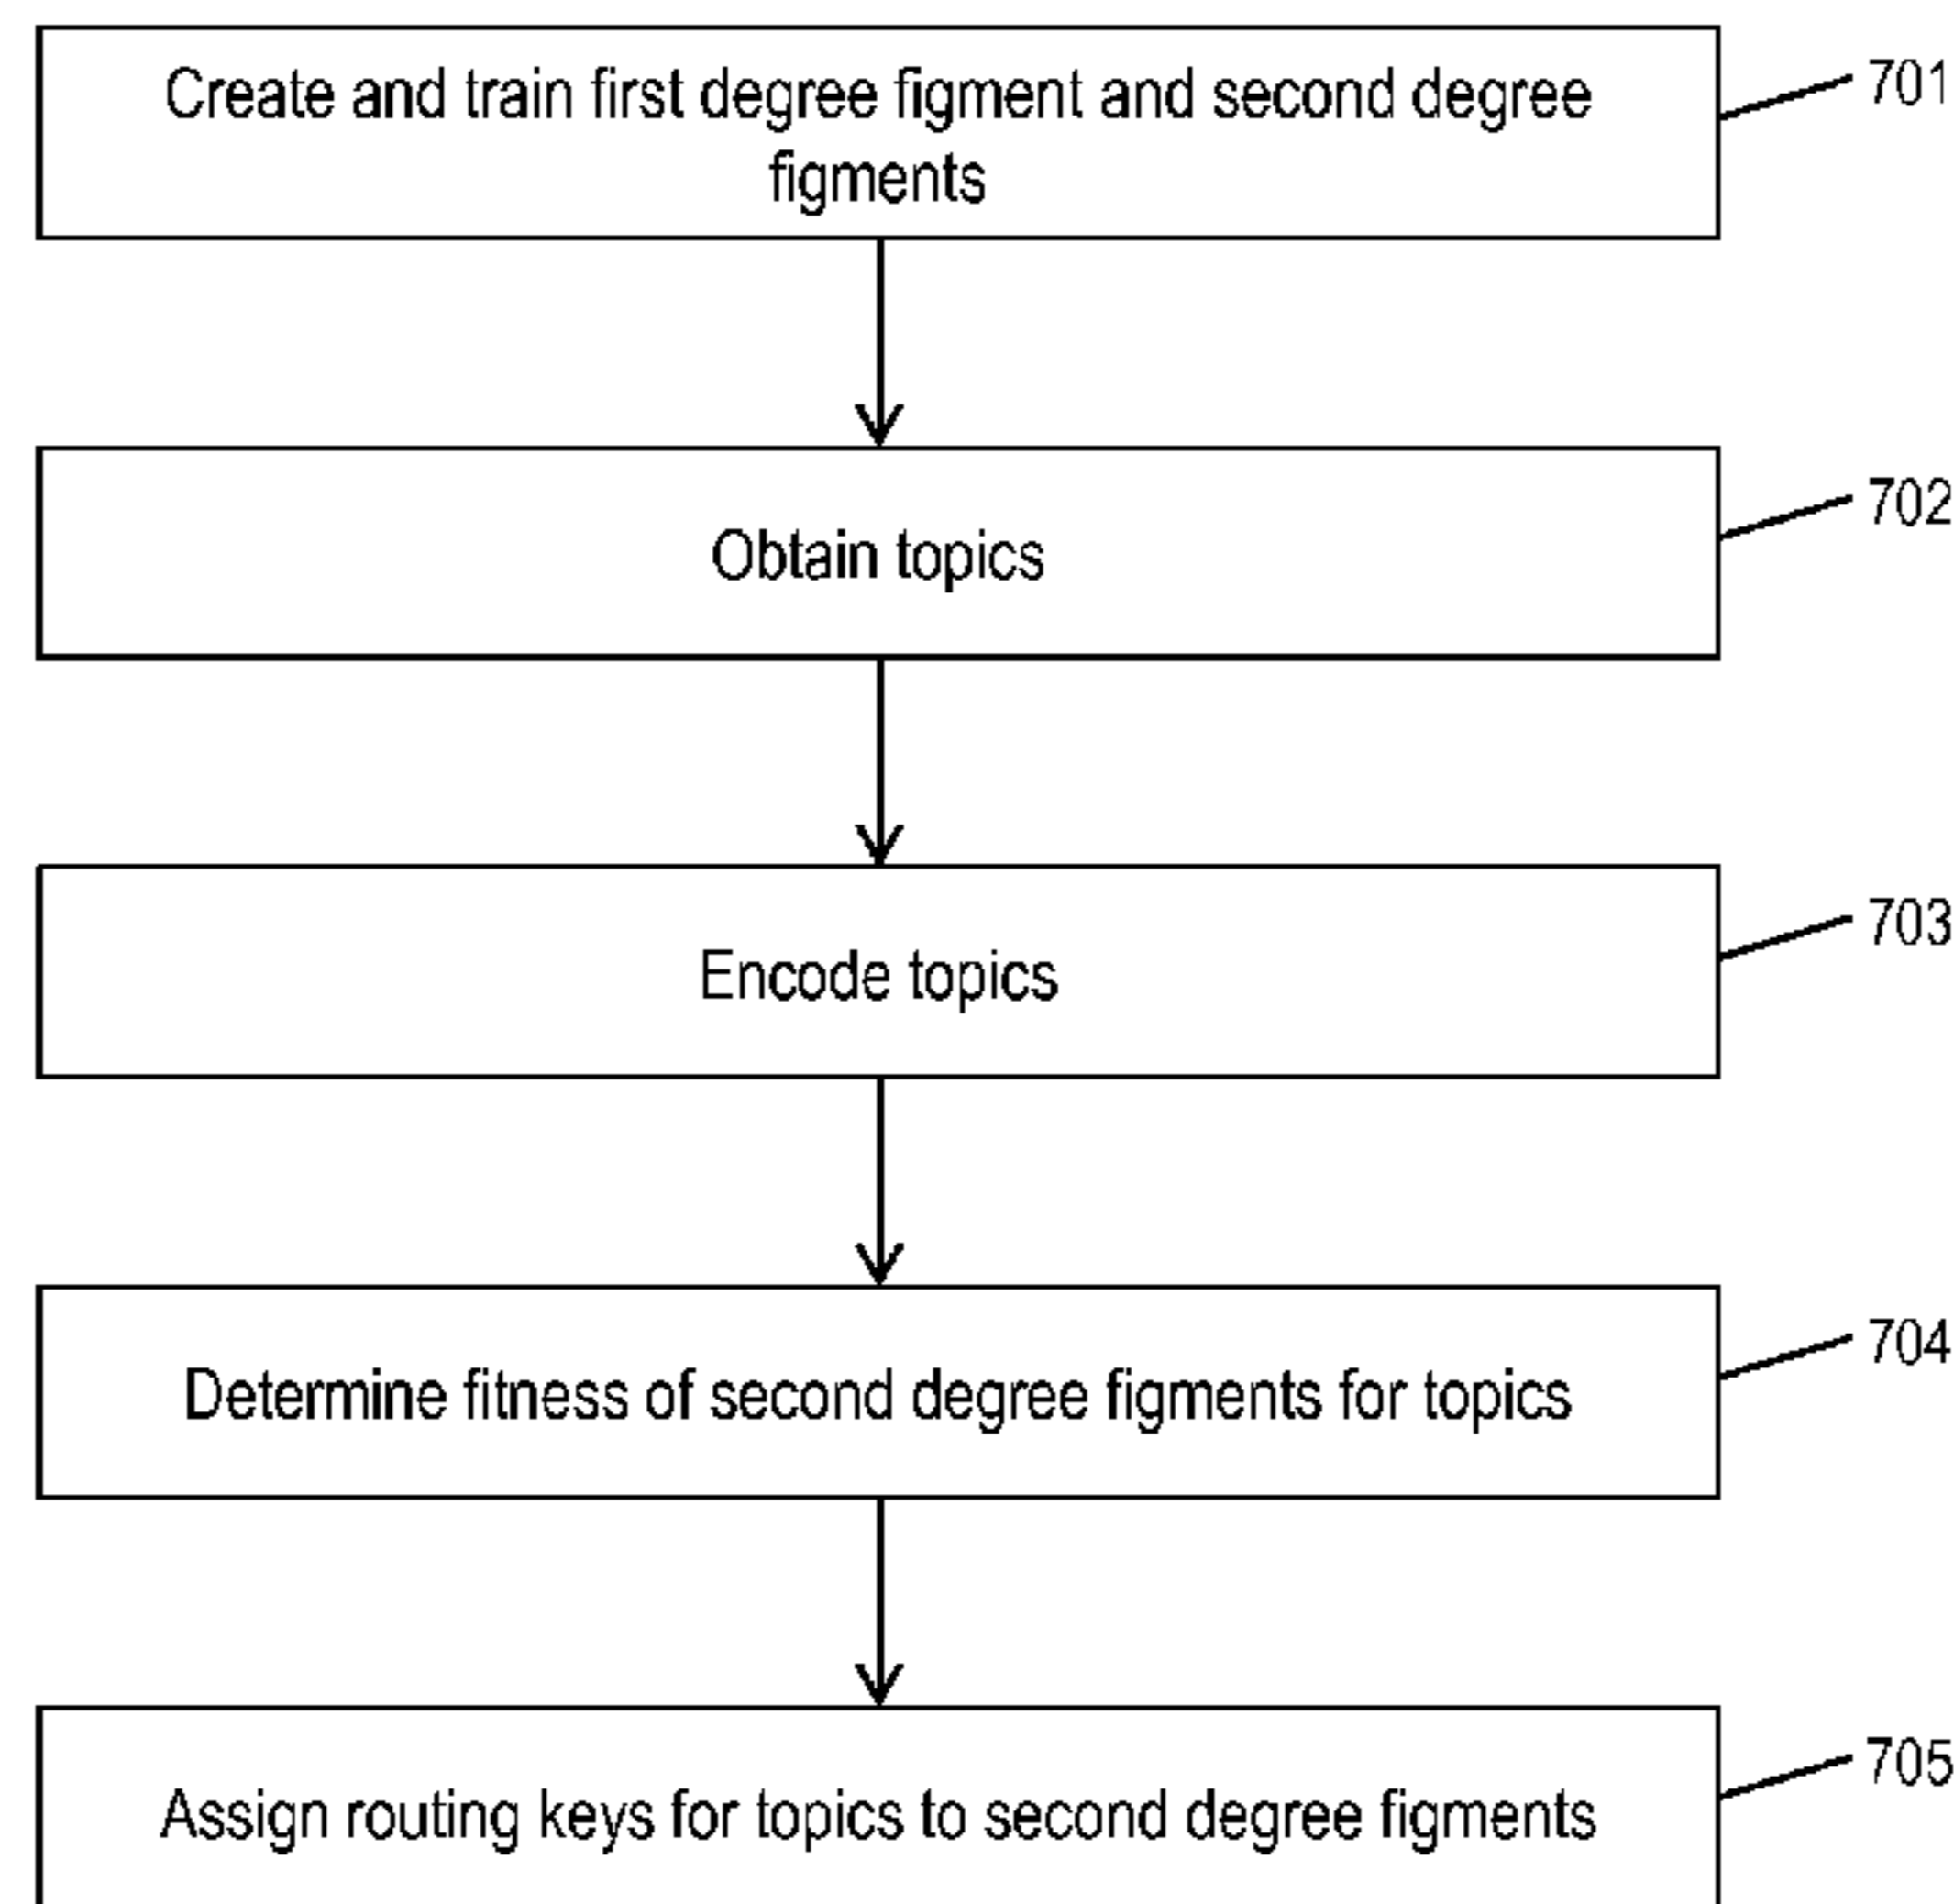 Create and train first degree figment and second degree
figments
701
Obtain topics
702
Encode topics
703
Determine fitness of second degree figments for topics
704
Assign routing keys for topics to second degree figments
705